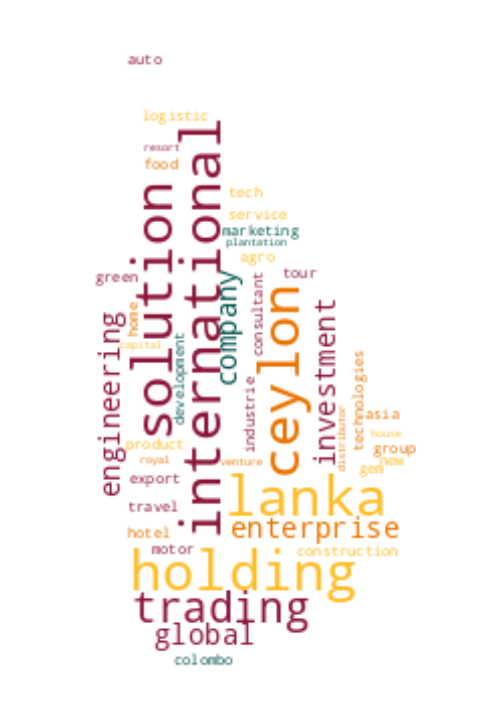 auto
logistic
resort
food
international
solution
tech
service
marketing
plantation
agro
green
tour
company
consultant
ceylon
home
investment
engineering
development
capital
technologies
industrie
distributor
asia
house
product
group
royal
venture
new
gem
export
lanka
travel
enterprise
hotel
motor
construction
holding
trading
global
colombo